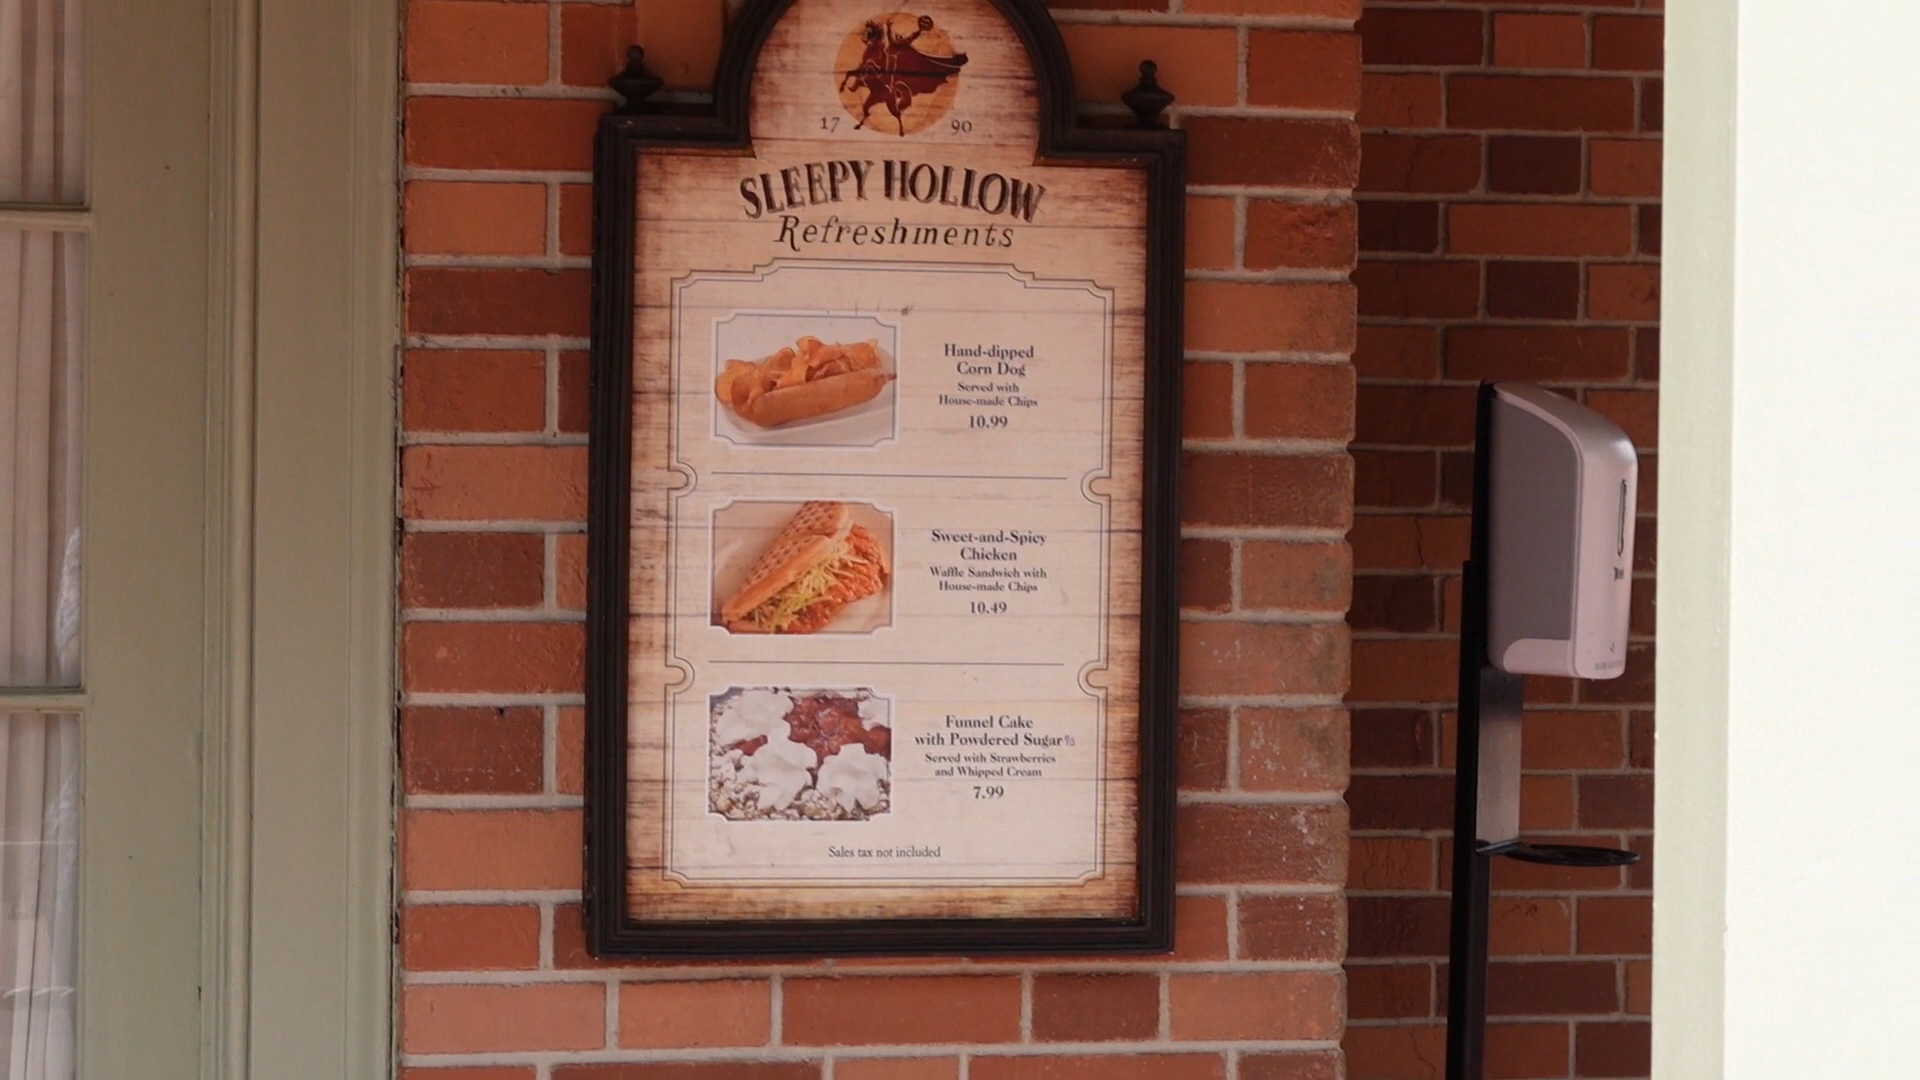 17 90
SLEEPY HOLLOW
Refreshments
Hand-dipped
Corn Dog
Served with
House-made Chips
10.99
Sweet-and-Spicy
Chicken
Waffle Sandwich with
House-made Chips
10.49
Funnel Cake
with Powdered Sugar
Served with Strawberries
and Whipped Cream
7.99
Sales tax not included